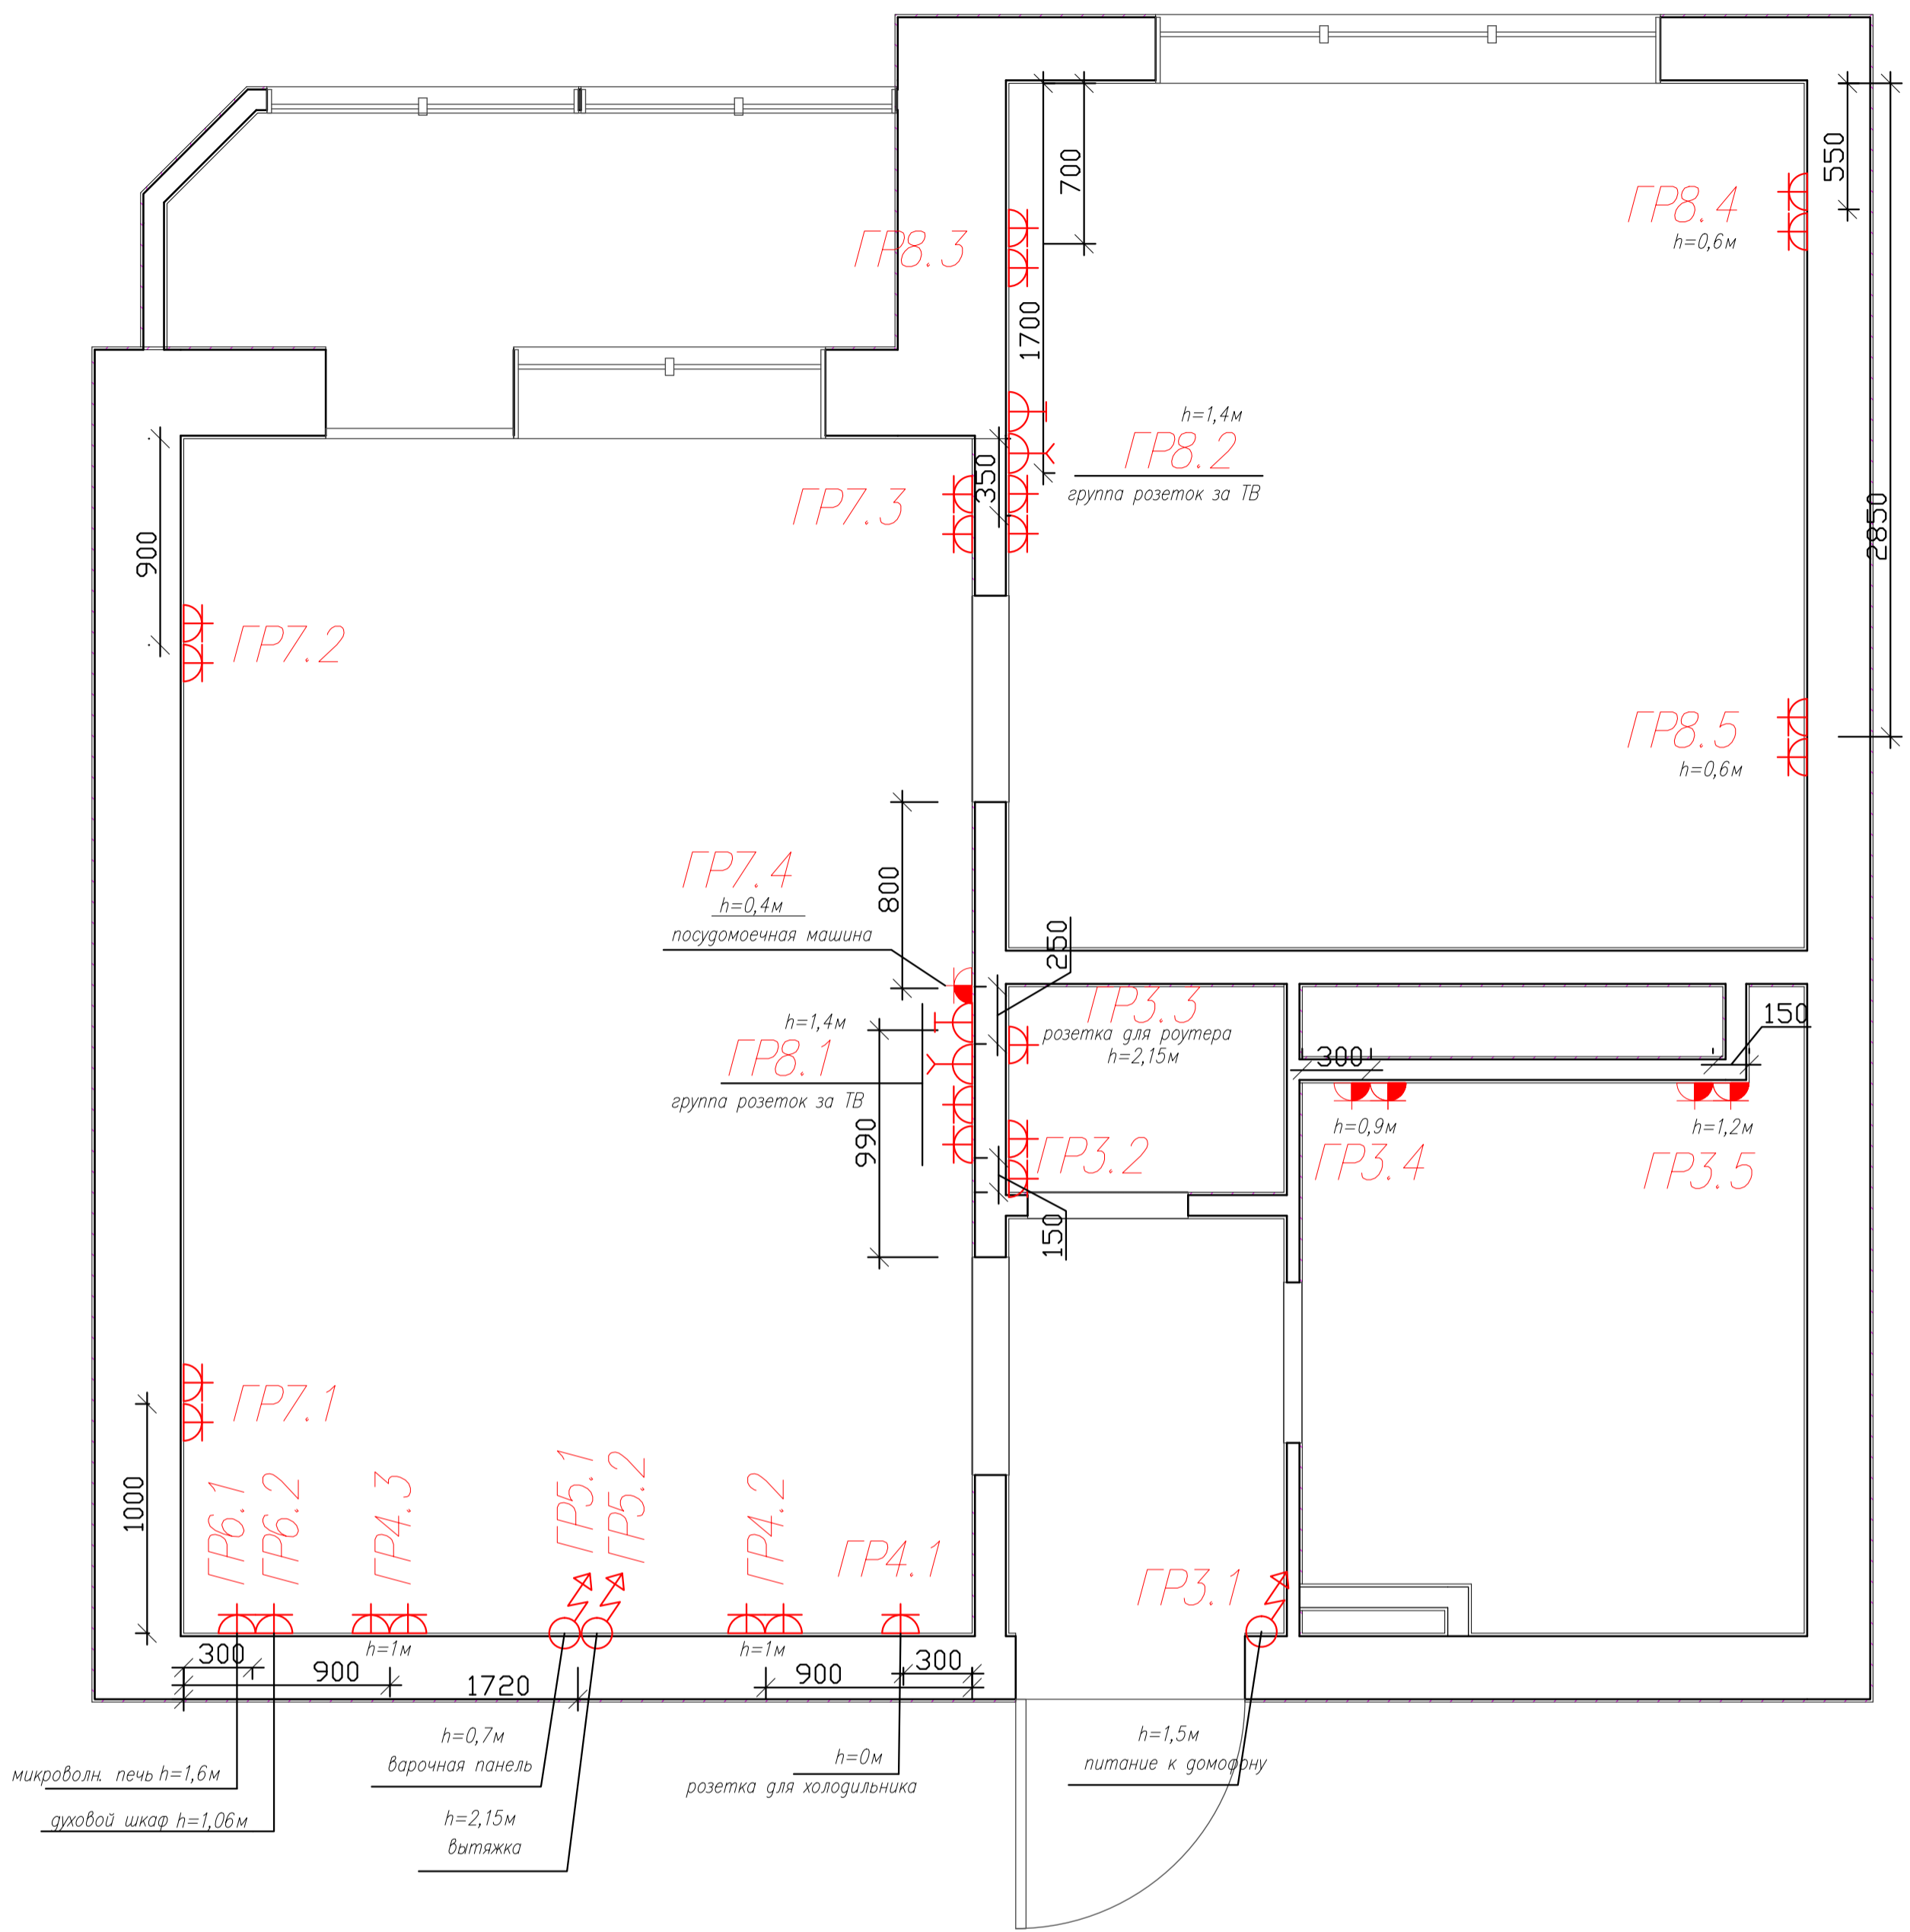 700
550
ГР8.4
h=0,6м
ГР8.3
1700
h=1,4м
ГР8.2
группа розеток за ТВ
350
ГР7.3
2850
900
ГР7.2
ГР8.5
h=0,6м
ГР7.4
h=0,4м
посудомоечная машина
800
250
ГР3.3
розетка для роутера
h=2,15м
150
300
h=1,4м
ГР8.1
группа розеток за ТВ
990
ГР3.2
150
h=0,9м
ГР3.4
h=1,2м
ГР3.5
ГР7.1
1000
ГР6.1
ГР6.2
ГР4.3
ГР5.1
ГР5.2
ГР4.2
ГР4.1
ГР3.1
h=1м
h=1м
300
900
1720
900
300
h=0,7м
варочная панель
h=0м
розетка для холодильника
h=1,5м
питание к домофону
микроволн. печь h=1,6м
духовой шкаф h=1,06м
h=2,15м
вытяжка